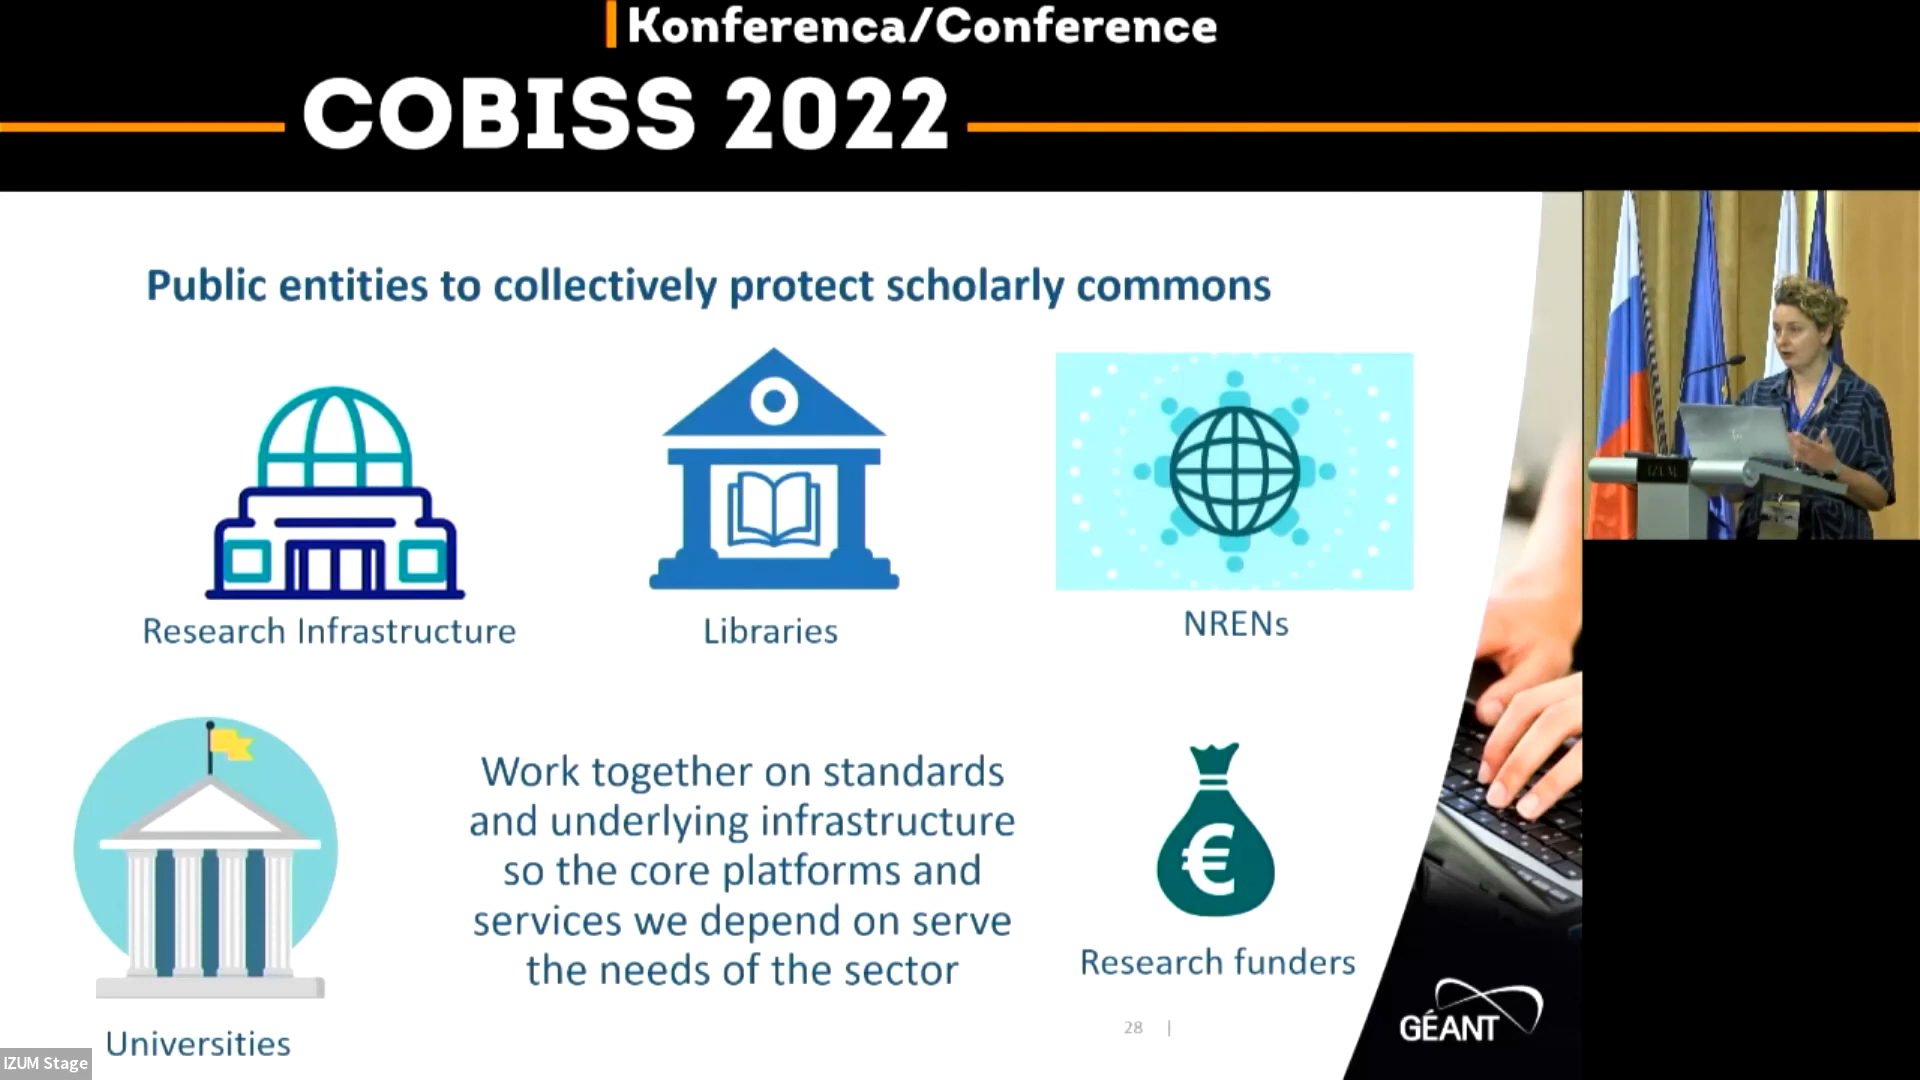 Konferenca/Conference
COBISS 2022
Public entities to collectively protect scholarly commons
Research Infrastructure
Libraries
NRENs
Universities
Work together on standards
and underlying infrastructure
so the core platforms and
services we depend on serve
the needs of the sector
€
Research funders
28 |
GÉANT
IZUM
IZUM Stage